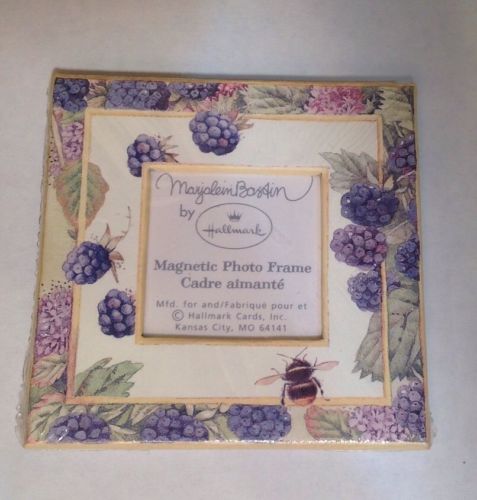 Marjolein Bastin
by Hallmark
Magnetic Photo Frame
Cadre aimanté
Mfd. for and/Fabriqué pour et
© Hallmark Cards, Inc.
Kansas City, MO 64141